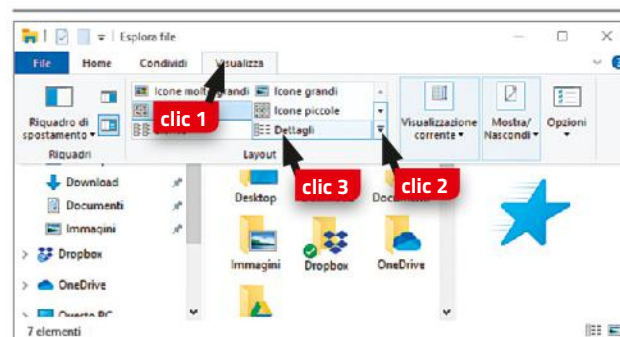 Esplora file
File Home Condividi Visualizza
Icone molto grandi Icone grandi
Icone piccole
Dettagli
clic 1
clic 3
clic 2
Riquadro di spostamento
Riquadri
Layout
Visualizzazione corrente
Mostra/ Nascondi
Opzioni
Download
Documenti
Immagini
Dropbox
OneDrive
Questo PC
Desktop
Immagini Dropbox OneDrive
7 elementi